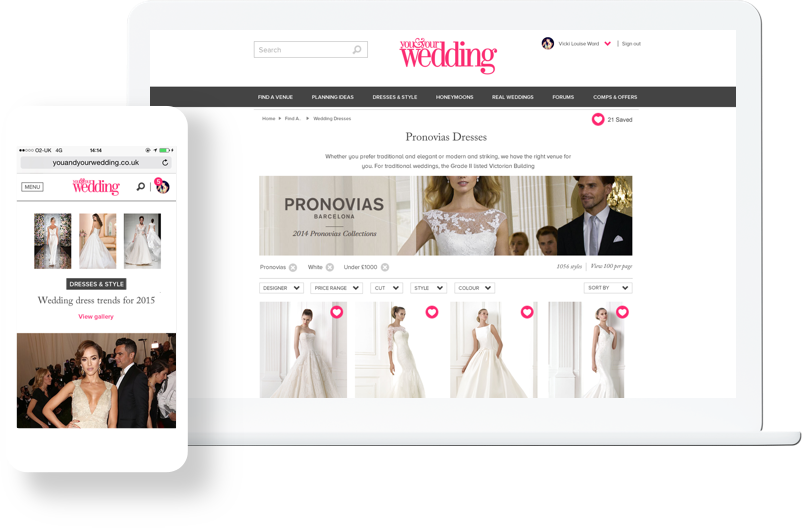 Search
you & your
wedding
Vicki Louise Ward
Sign out
FIND A VENUE
PLANNING IDEAS
DRESSES & STYLE
HONEYMOONS
REAL WEDDINGS
FORUMS
COMPS & OFFERS
Home
Find A..
Wedding Dresses
21 Saved
Pronovias Dresses
Whether you prefer traditional and elegant or modern and striking, we have the right venue for
you. For traditional weddings, the Grade II listed Victorian Building
PRONOVIAS
BARCELONA
2014 Pronovias Collections
Pronovias
White
Under £1000
1056 styles
View 100 per page
DESIGNER
PRICE RANGE
CUT
STYLE
COLOUR
SORT BY
O2-UK 4G
14:14
youandyourwedding.co.uk
MENU
you & your
wedding
DRESSES & STYLE
Wedding dress trends for 2015
View gallery